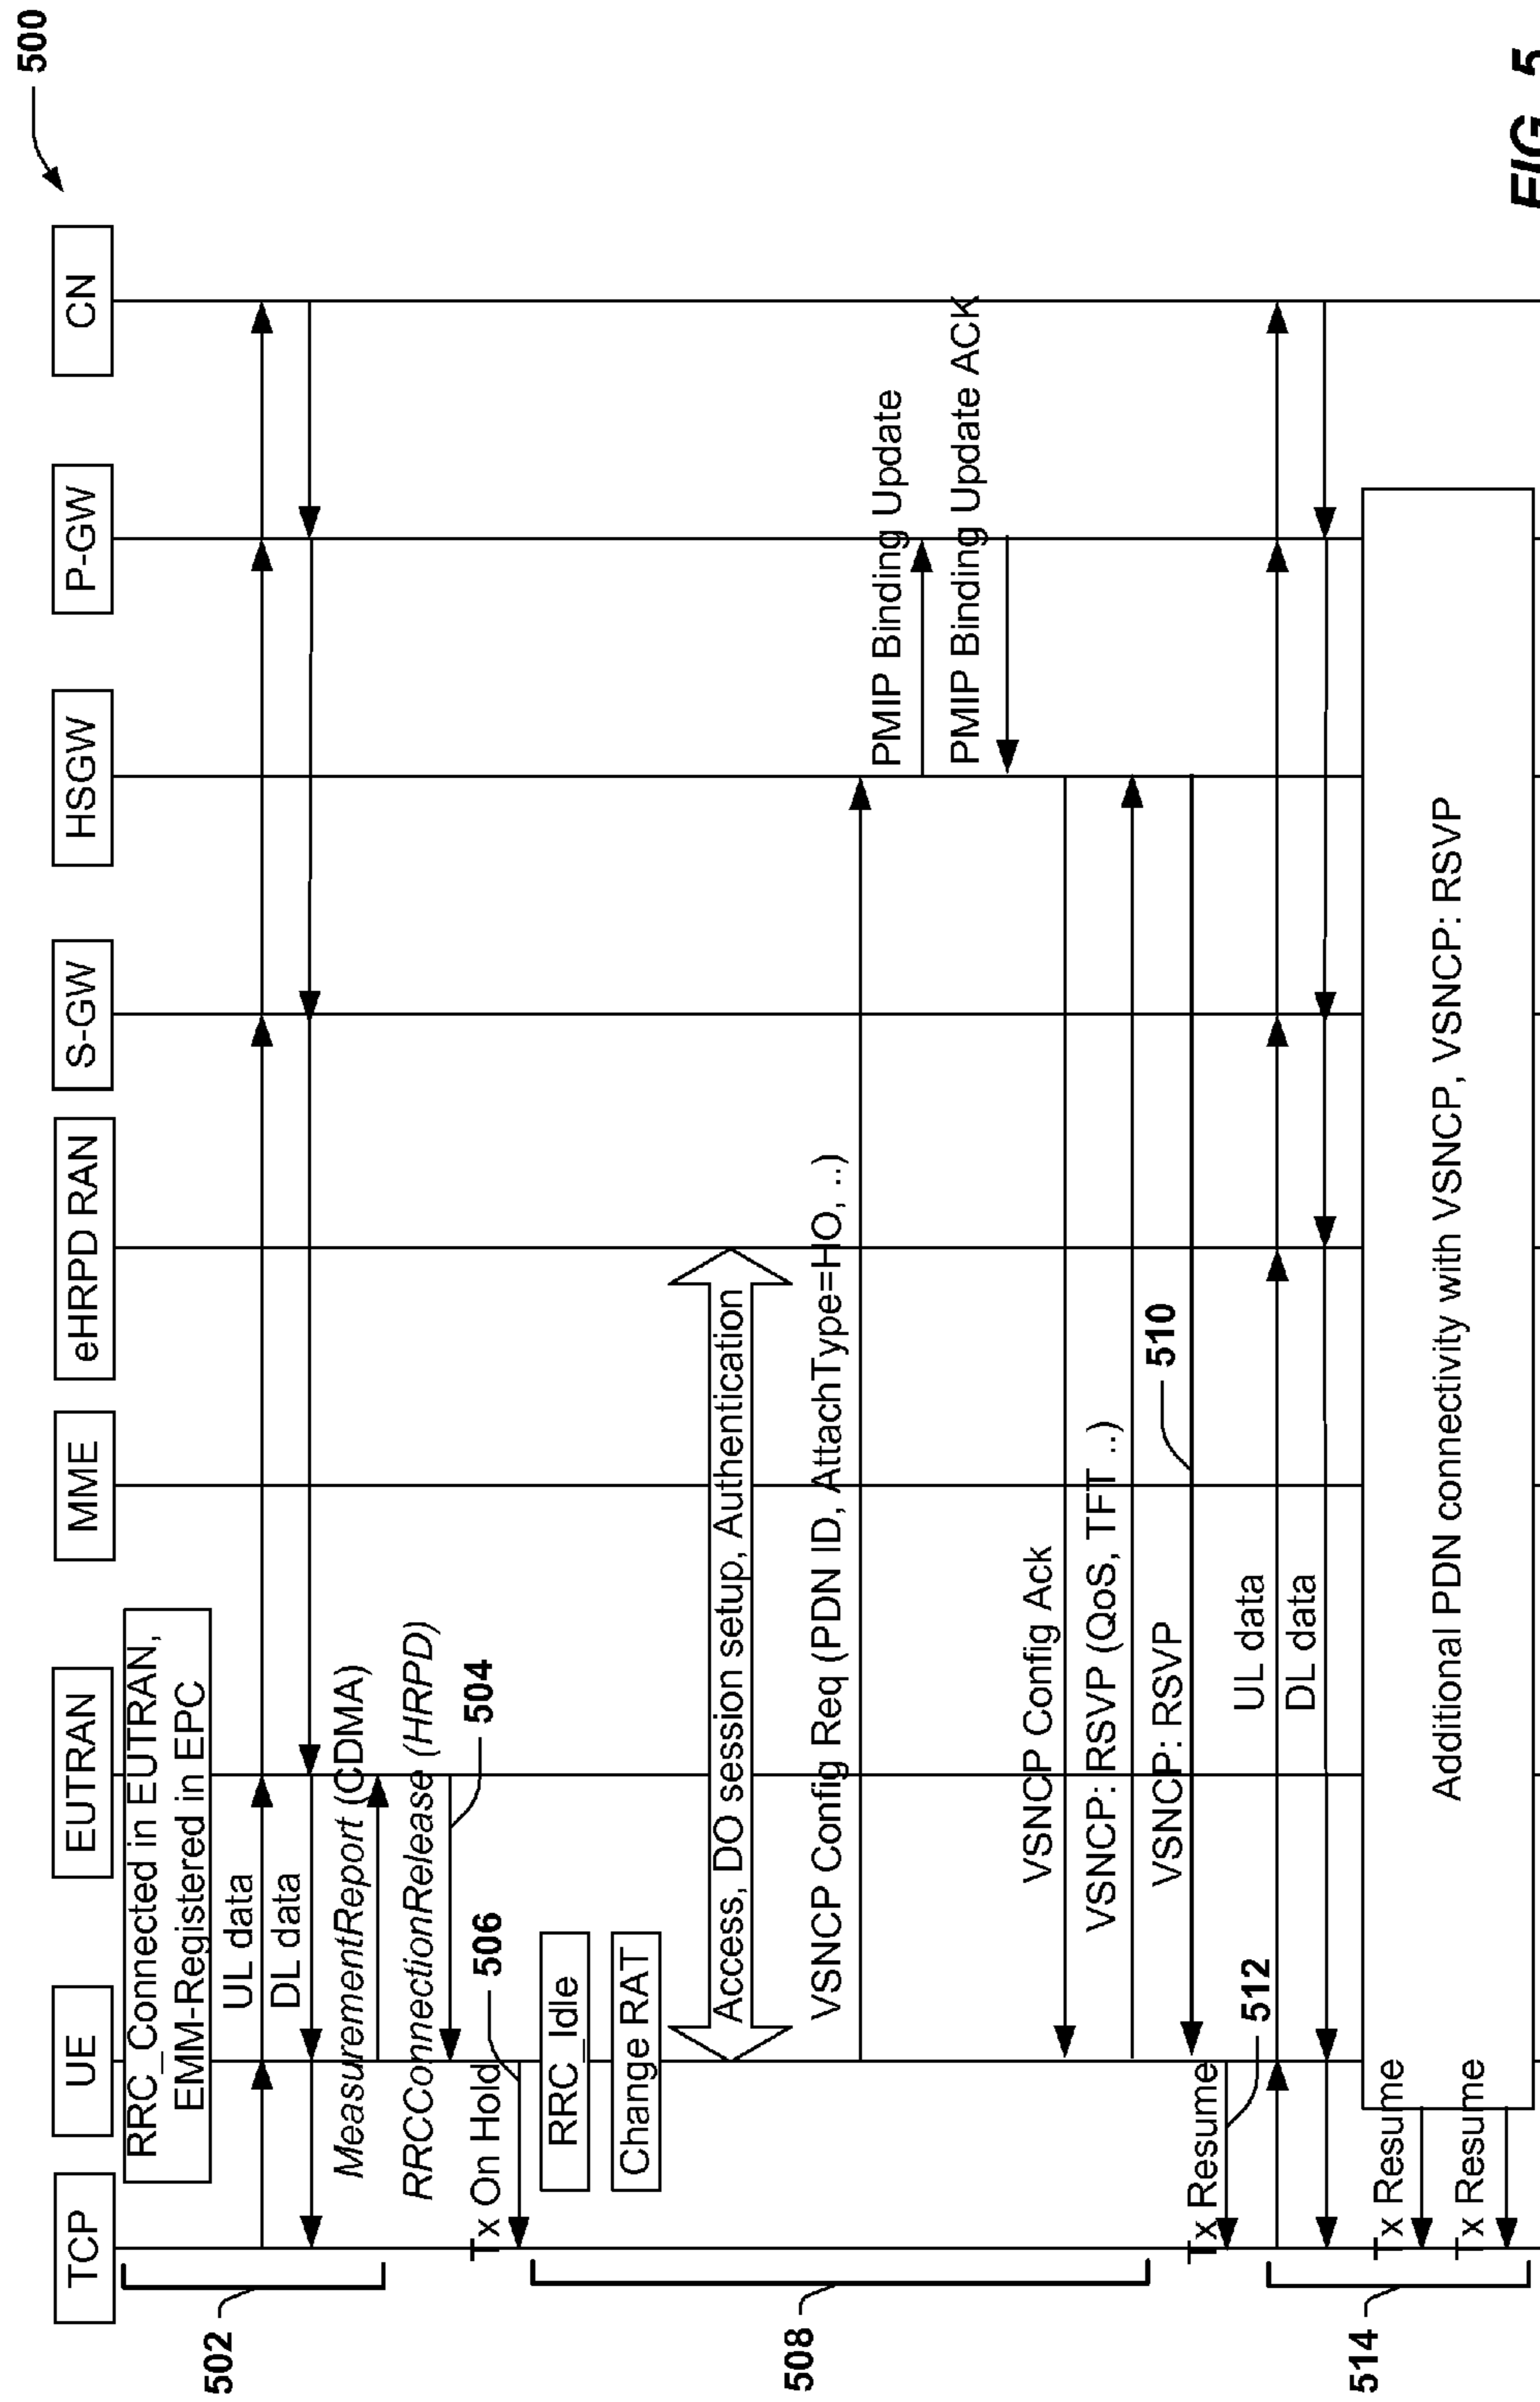 500
TCP
UE
EUTRAN
MME
eHRPD RAN
S-GW
HSGW
P-GW
CN
RRC_Connected in EUTRAN,
EMM-Registered in EPC
UL data
DL data
MeasurementReport (CDMA)
502
RRCConnectionRelease (HRPD)
504
Tx On Hold
506
RRC_Idle
Change RAT
Access, DO session setup, Authentication
VSNCP Config Req (PDN ID, AttachType=HO, ..)
508
PMIP Binding Update
PMIP Binding Update ACK
VSNCP Config Ack
VSNCP: RSVP (QoS, TFT ..)
VSNCP: RSVP
510
Tx Resume
512
UL data
DL data
514
Additional PDN connectivity with VSNCP, VSNCP: RSVP
Tx Resume
Tx Resume
FIG. 5